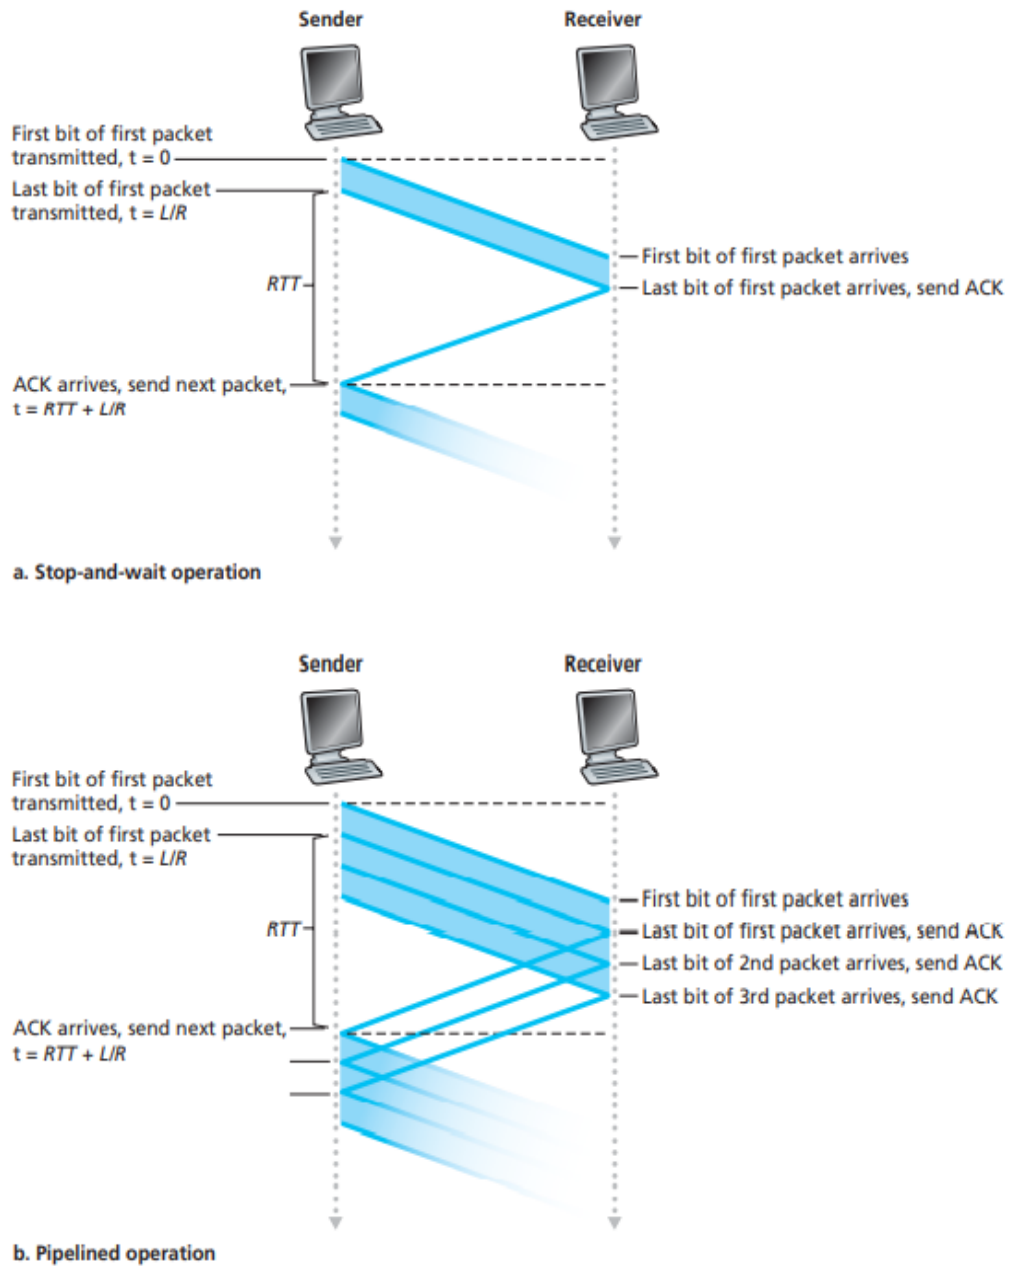 Sender
Receiver
First bit of first packet
transmitted, t = 0
Last bit of first packet
transmitted, t = L/R
First bit of first packet arrives
RTT
Last bit of first packet arrives, send ACK
ACK arrives, send next packet,
t = RTT + L/R
a. Stop-and-wait operation
Sender
Receiver
First bit of first packet
transmitted, t = 0
Last bit of first packet
transmitted, t = L/R
First bit of first packet arrives
RTT
Last bit of first packet arrives, send ACK
Last bit of 2nd packet arrives, send ACK
Last bit of 3rd packet arrives, send ACK
ACK arrives, send next packet,
t = RTT + L/R
b. Pipelined operation